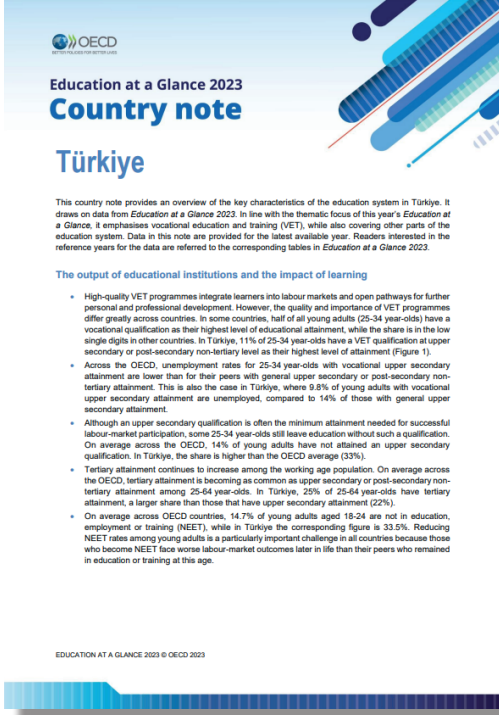 OECD
BETTER POLICIES FOR BETTER LIVES
Education at a Glance 2023
Country note
Türkiye
This country note provides an overview of the key characteristics of the education system in Türkiye. It
draws on data from Education at a Glance 2023. In line with the thematic focus of this year's Education at
a Glance, it emphasises vocational education and training (VET), while also covering other parts of the
education system. Data in this note are provided for the latest available year. Readers interested in the
reference years for the data are referred to the corresponding tables in Education at a Glance 2023.
The output of educational institutions and the impact of learning
• High-quality VET programmes integrate learners into labour markets and open pathways for further
personal and professional development. However, the quality and importance of VET programmes
differ greatly across countries. In some countries, half of all young adults (25-34 year-olds) have a
vocational qualification as their highest level of educational attainment, while the share is in the low
single digits in other countries. In Türkiye, 11% of 25-34 year-olds have a VET qualification at upper
secondary or post-secondary non-tertiary level as their highest level of attainment (Figure 1).
• Across the OECD, unemployment rates for 25-34 year-olds with vocational upper secondary
attainment are lower than for their peers with general upper secondary or post-secondary non-
tertiary attainment. This is also the case in Türkiye, where 9.8% of young adults with vocational
upper secondary attainment are unemployed, compared to 14% of those with general upper
secondary attainment.
• Although an upper secondary qualification is often the minimum attainment needed for successful
labour-market participation, some 25-34 year-olds still leave education without such a qualification.
On average across the OECD, 14% of young adults have not attained an upper secondary
qualification. In Türkiye, the share is higher than the OECD average (33%).
• Tertiary attainment continues to increase among the working age population. On average across
the OECD, tertiary attainment is becoming as common as upper secondary or post-secondary non-
tertiary attainment among 25-64 year-olds. In Türkiye, 25% of 25-64 year-olds have tertiary
attainment, a larger share than those that have upper secondary attainment (22%).
• On average across OECD countries, 14.7% of young adults aged 18-24 are not in education,
employment or training (NEET), while in Türkiye the corresponding figure is 33.5%. Reducing
NEET rates among young adults is a particularly important challenge in all countries because those
who become NEET face worse labour-market outcomes later in life than their peers who remained
in education or training at this age.
EDUCATION AT A GLANCE 2023 © OECD 2023